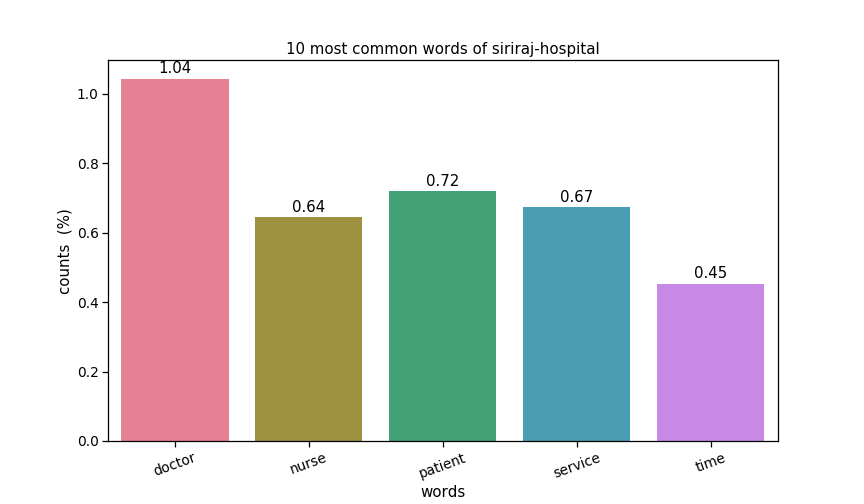 10 most common words of siriraj-hospital
1.04
0.64
0.72
0.67
0.45
1.0
0.8
0.6
0.4
0.2
0.0
counts (%)
doctor
nurse
patient
service
time
words